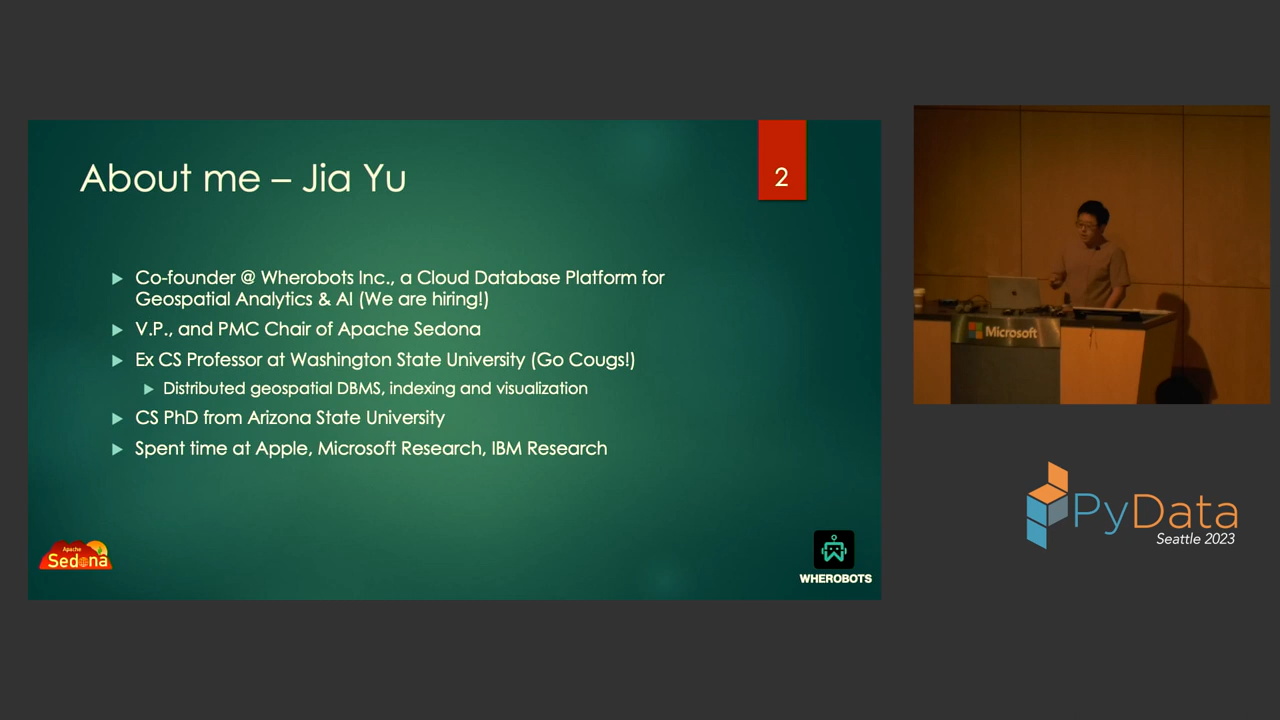 About me – Jia Yu
2
Co-founder @ Wherobots Inc., a Cloud Database Platform for
Geospatial Analytics & AI (We are hiring!)
V.P., and PMC Chair of Apache Sedona
Ex CS Professor at Washington State University (Go Cougs!)
Distributed geospatial DBMS, indexing and visualization
CS PhD from Arizona State University
Spent time at Apple, Microsoft Research, IBM Research
Apache
Sedona
WHEROBOTS
Microsoft
PyData
Seattle 2023